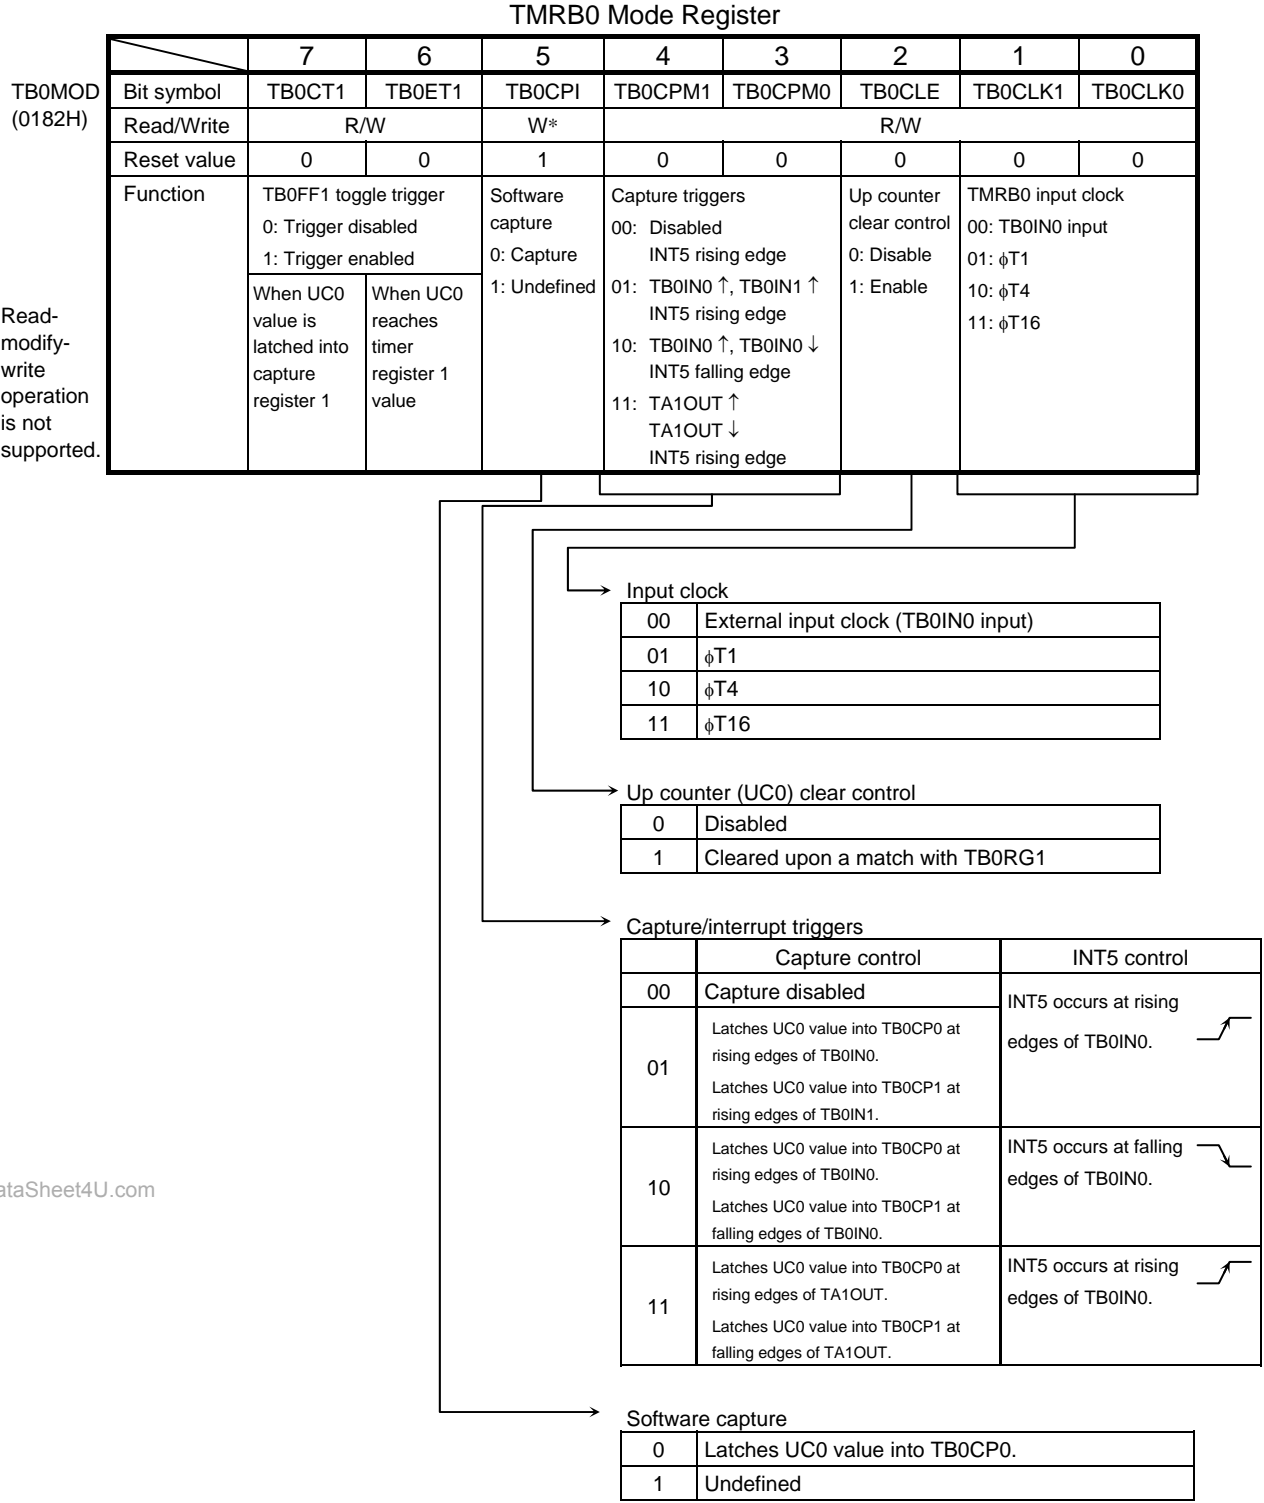 TMRB0 Mode Register
7 6 5 4 3 2 1 0
TB0MOD
(0182H)
Bit symbol TB0CT1 TB0ET1 TB0CPI TB0CPM1 TB0CPM0 TB0CLE TB0CLK1 TB0CLK0
Read/Write R/W W* R/W
Reset value 0 0 1 0 0 0 0 0
Function
TB0FF1 toggle trigger
0: Trigger disabled
1: Trigger enabled
When UC0
value is
latched into
capture
register 1
When UC0
reaches
timer
register 1
value
Software
capture
0: Capture
1: Undefined
Capture triggers
00: Disabled
INT5 rising edge
01: TB0IN0 ↑, TB0IN1 ↑
INT5 rising edge
10: TB0IN0 ↑, TB0IN0 ↓
INT5 falling edge
11: TA1OUT ↑
TA1OUT ↓
INT5 rising edge
Up counter
clear control
0: Disable
1: Enable
TMRB0 input clock
00: TB0IN0 input
01: ϕT1
10: ϕT4
11: ϕT16
Read-
modify-
write
operation
is not
supported.
Input clock
00 External input clock (TB0IN0 input)
01 ϕT1
10 ϕT4
11 ϕT16
Up counter (UC0) clear control
0 Disabled
1 Cleared upon a match with TB0RG1
Capture/interrupt triggers
Capture control INT5 control
00 Capture disabled
INT5 occurs at rising
edges of TB0IN0.
01
Latches UC0 value into TB0CP0 at
rising edges of TB0IN0.
Latches UC0 value into TB0CP1 at
rising edges of TB0IN1.
10
Latches UC0 value into TB0CP0 at
rising edges of TB0IN0.
Latches UC0 value into TB0CP1 at
falling edges of TB0IN0.
INT5 occurs at falling
edges of TB0IN0.
11
Latches UC0 value into TB0CP0 at
rising edges of TA1OUT.
Latches UC0 value into TB0CP1 at
falling edges of TA1OUT.
INT5 occurs at rising
edges of TB0IN0.
ataSheet4U.com
Software capture
0 Latches UC0 value into TB0CP0.
1 Undefined